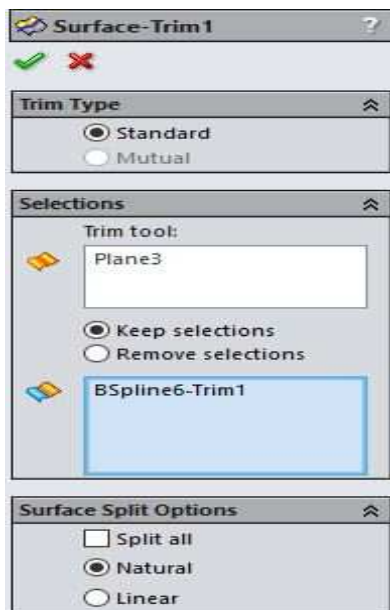 Surface-Trim1 ?
Trim Type
Standard
Mutual
Selections
Trim tool:
Plane3
Keep selections
Remove selections
BSpline6-Trim1
Surface Split Options
Split all
Natural
Linear